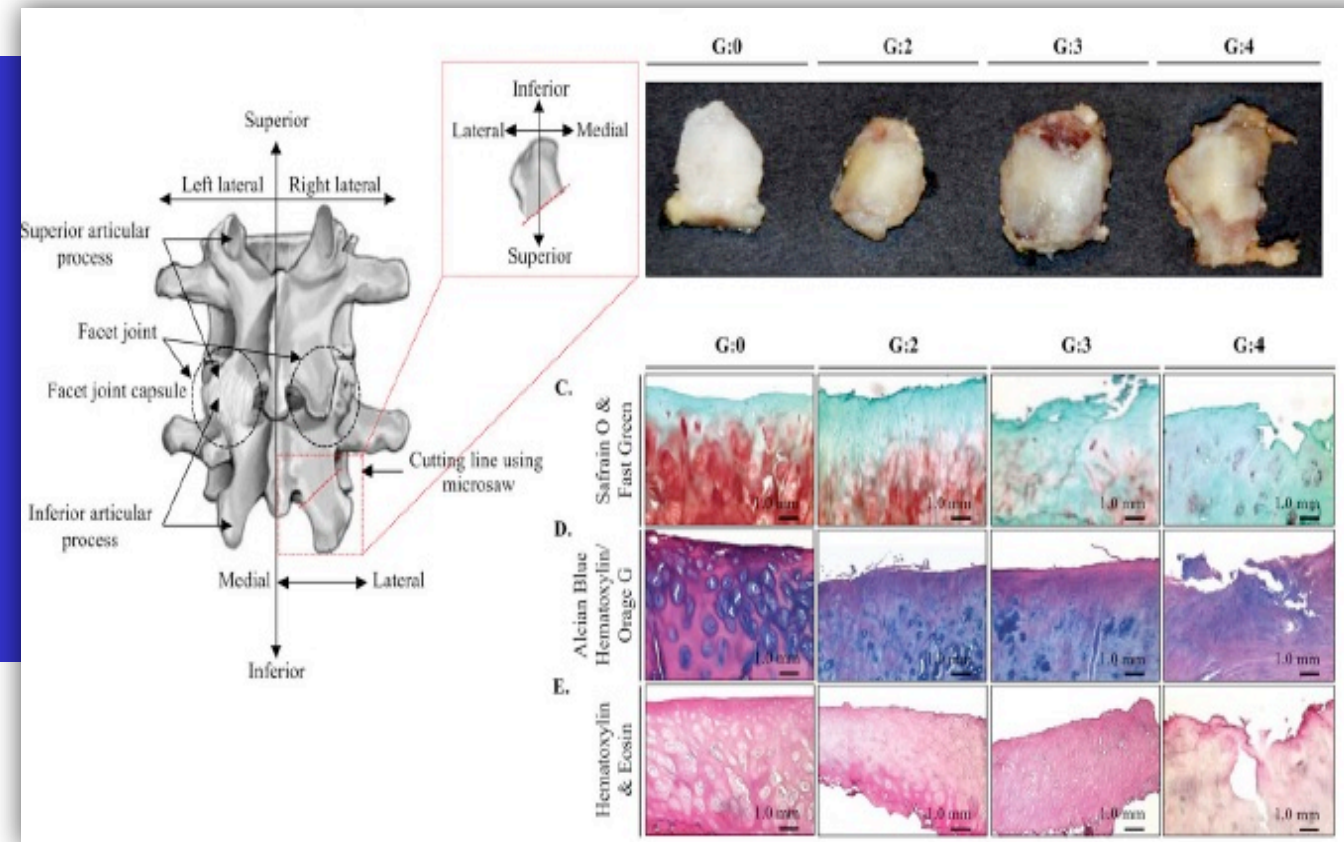 Superior
Left lateral
Right lateral
Superior articular
process
Facet joint
Facet joint capsule
Inferior articular
process
Cutting line using
microsaw
Medial
Lateral
Inferior
Inferior
Lateral
Medial
Superior
G:0
G:2
G:3
G:4
G:0
G:2
G:3
G:4
C.
Safrain O &
Fast Green
1.0 mm
1.0 mm
1.0 mm
1.0 mm
D.
Alcian Blue
Hematoxylin/
Orage G
1.0 mm
1.0 mm
1.0 mm
1.0 mm
E.
Hematoxylin
& Eosin
1.0 mm
1.0 mm
1.0 mm
1.0 mm